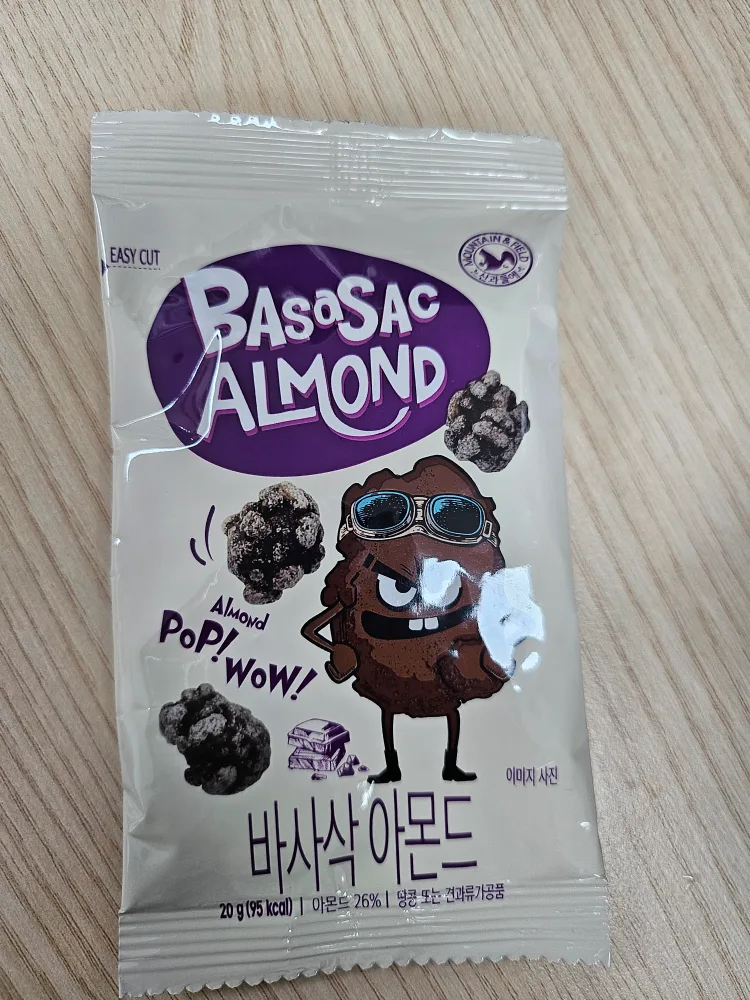 EASY CUT
MOUNTAIN & FIELD
산과들에
BASaSAC
ALMOND
ALMOND
PoP!
WoW!
이미지 사진
바사삭 아몬드
20 g (95 kcal) | 아몬드 26% | 땅콩 또는 견과류가공품